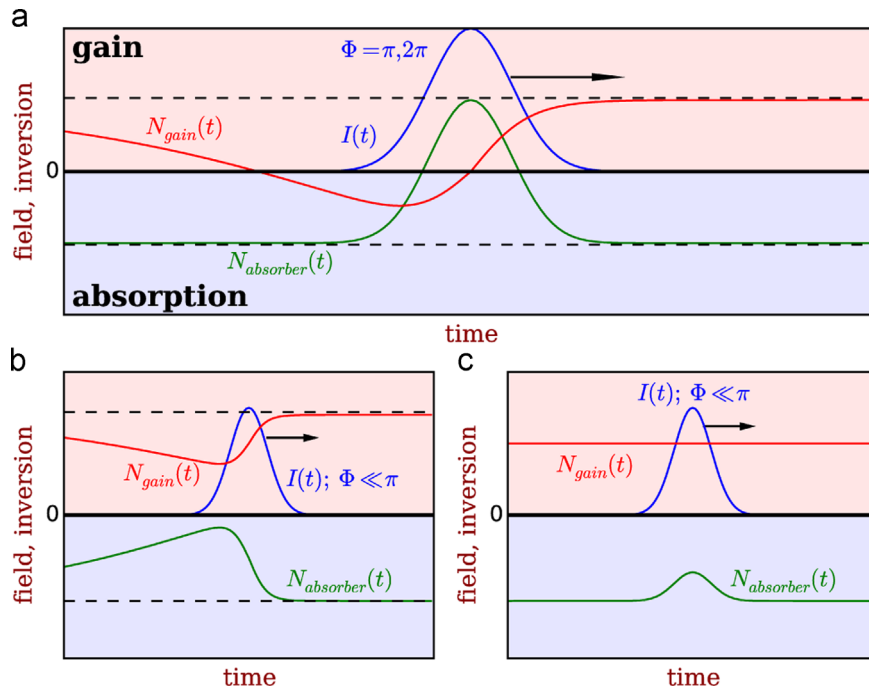 a
gain
Φ=π,2π
N_gain(t)
I(t)
0
field, inversion
N_absorber(t)
absorption
time
b
N_gain(t)
I(t); Φ≪π
0
field, inversion
N_absorber(t)
time
c
I(t); Φ≪π
N_gain(t)
0
field, inversion
N_absorber(t)
time